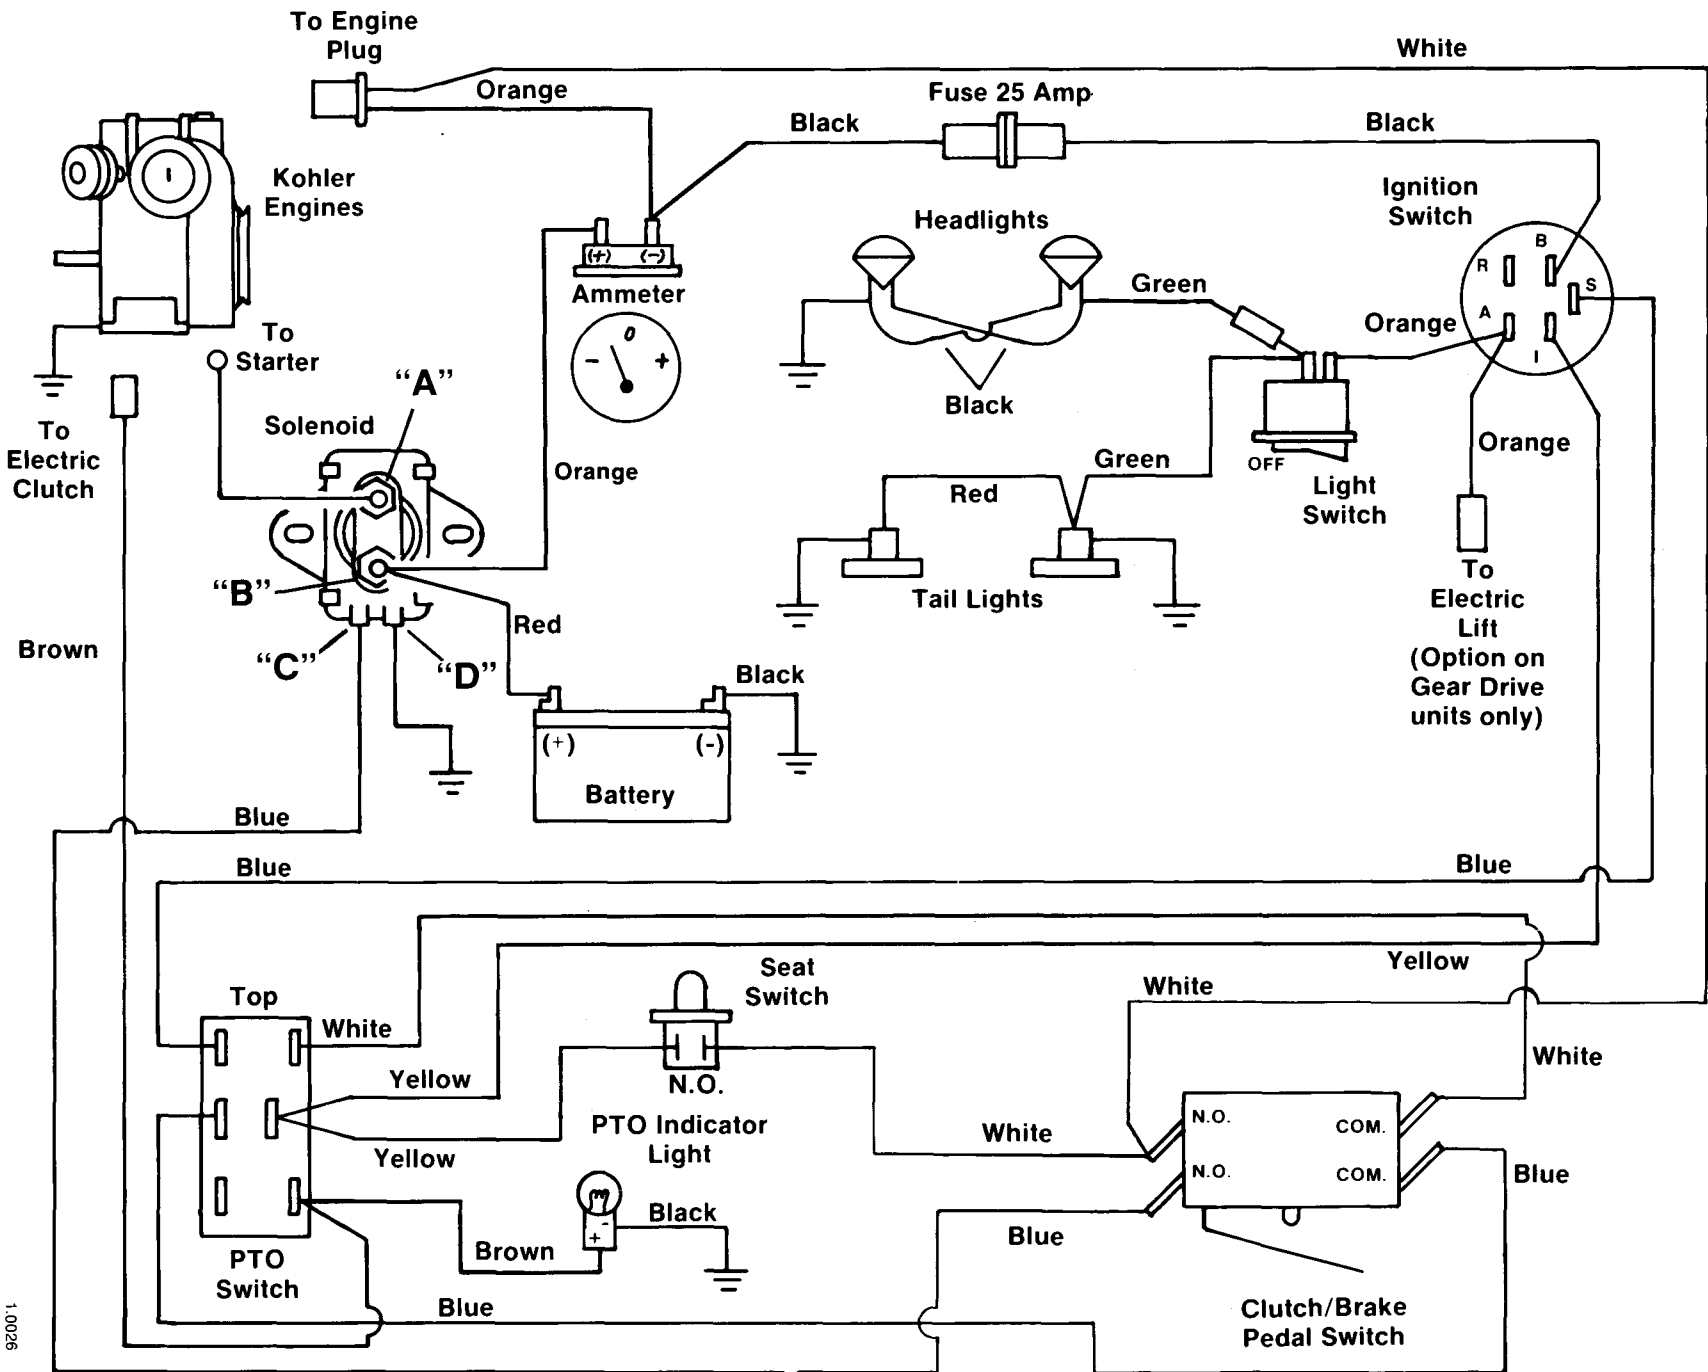 To Engine
Plug
White
Orange
Fuse 25 Amp
Black
Black
Kohler
Engines
Ignition
Switch
Headlights
B
R
S
A
I
(+)
(-)
Ammeter
Green
Orange
To
Starter
-
0
+
"A"
Black
To
Electric
Clutch
Solenoid
Orange
OFF
Green
Red
Light
Switch
Orange
"B"
Tail Lights
To
Electric
Lift
(Option on
Gear Drive
units only)
Red
Brown
"C"
"D"
Black
(+)
(-)
Battery
Blue
Blue
Blue
Yellow
Seat
Switch
White
Top
White
White
Yellow
N.O.
PTO Indicator
Light
Yellow
White
N.O.
COM.
N.O.
COM.
Blue
-
+
Black
Brown
Blue
PTO
Switch
Blue
Clutch/Brake
Pedal Switch
1.0026